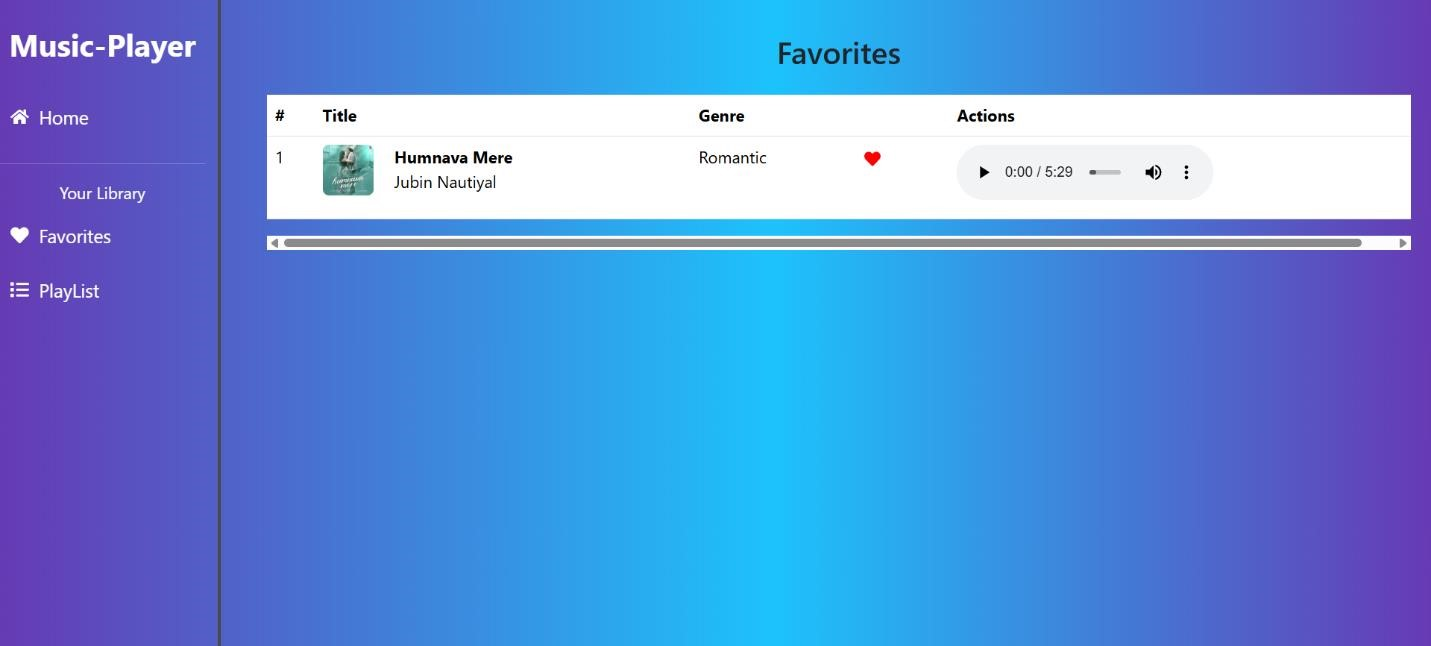 Music-Player
Home
Your Library
Favorites
PlayList
Favorites
# Title Genre Actions
1 Humnava Mere Romantic 0:00 / 5:29
Jubin Nautiyal